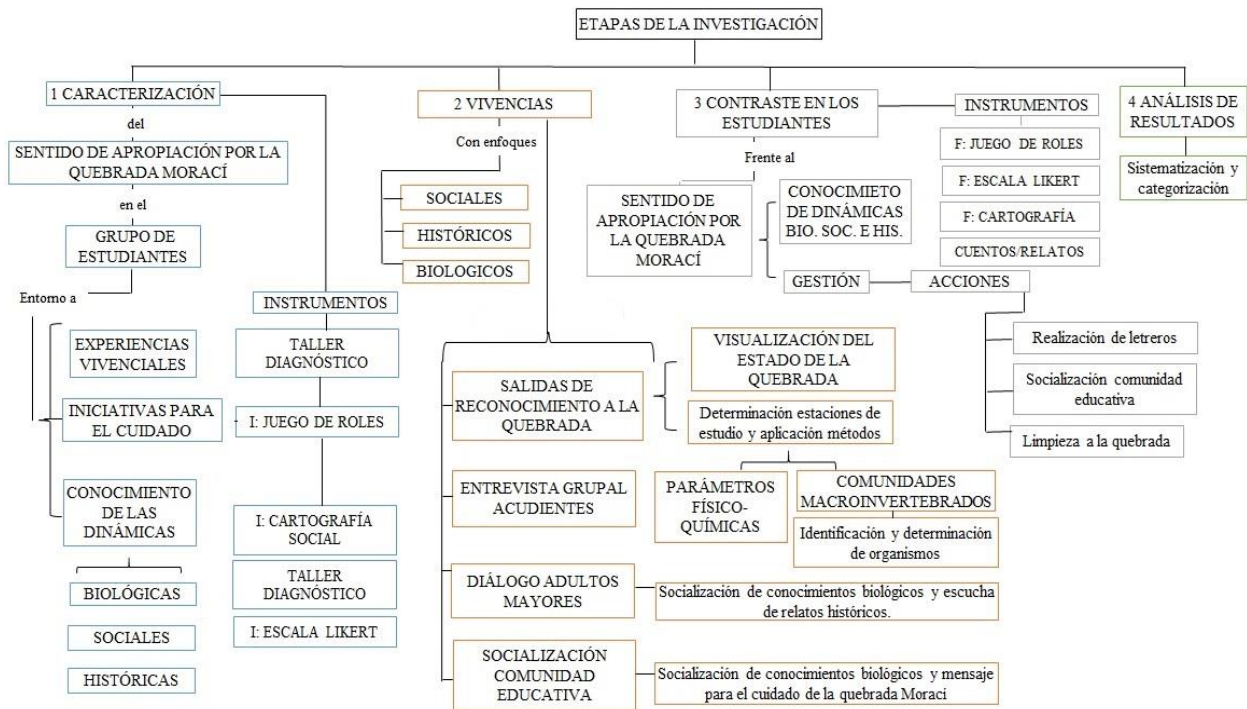 ETAPAS DE LA INVESTIGACIÓN
1 CARACTERIZACIÓN
del
SENTIDO DE APROPIACIÓN POR LA
QUEBRADA MORACÍ
en el
GRUPO DE
ESTUDIANTES
Entorno a
EXPERIENCIAS
VIVENCIALES
INICIATIVAS PARA
EL CUIDADO
CONOCIMIENTO
DE LAS
DINÁMICAS
BIOLÓGICAS
SOCIALES
HISTÓRICAS
INSTRUMENTOS
TALLER
DIAGNÓSTICO
I: JUEGO DE ROLES
I: CARTOGRAFÍA
SOCIAL
TALLER
DIAGNÓSTICO
I: ESCALA LIKERT
2 VIVENCIAS
Con enfoques
SOCIALES
HISTÓRICOS
BIOLOGICOS
SALIDAS DE
RECONOCIMIENTO A LA
QUEBRADA
VISUALIZACIÓN DEL
ESTADO DE LA
QUEBRADA
Determinación estaciones de
estudio y aplicación métodos
PARÁMETROS
FÍSICO-
QUÍMICAS
COMUNIDADES
MACROINVERTEBRADOS
Identificación y determinación
de organismos
ENTREVISTA GRUPAL
ACUDIENTES
DIÁLOGO ADULTOS
MAYORES
Socialización de conocimientos biológicos y escucha
de relatos históricos.
SOCIALIZACIÓN
COMUNIDAD
EDUCATIVA
Socialización de conocimientos biológicos y mensaje
para el cuidado de la quebrada Moraci
3 CONTRASTE EN LOS
ESTUDIANTES
Frente al
SENTIDO DE
APROPIACIÓN POR
LA QUEBRADA
MORACÍ
CONOCIMIETO
DE DINÁMICAS
BIO. SOC. E HIS.
GESTIÓN
ACCIONES
Realización de letreros
Socialización comunidad
educativa
Limpieza a la quebrada
INSTRUMENTOS
F: JUEGO DE ROLES
F: ESCALA LIKERT
F: CARTOGRAFÍA
CUENTOS/RELATOS
4 ANÁLISIS DE
RESULTADOS
Sistematización y
categorización